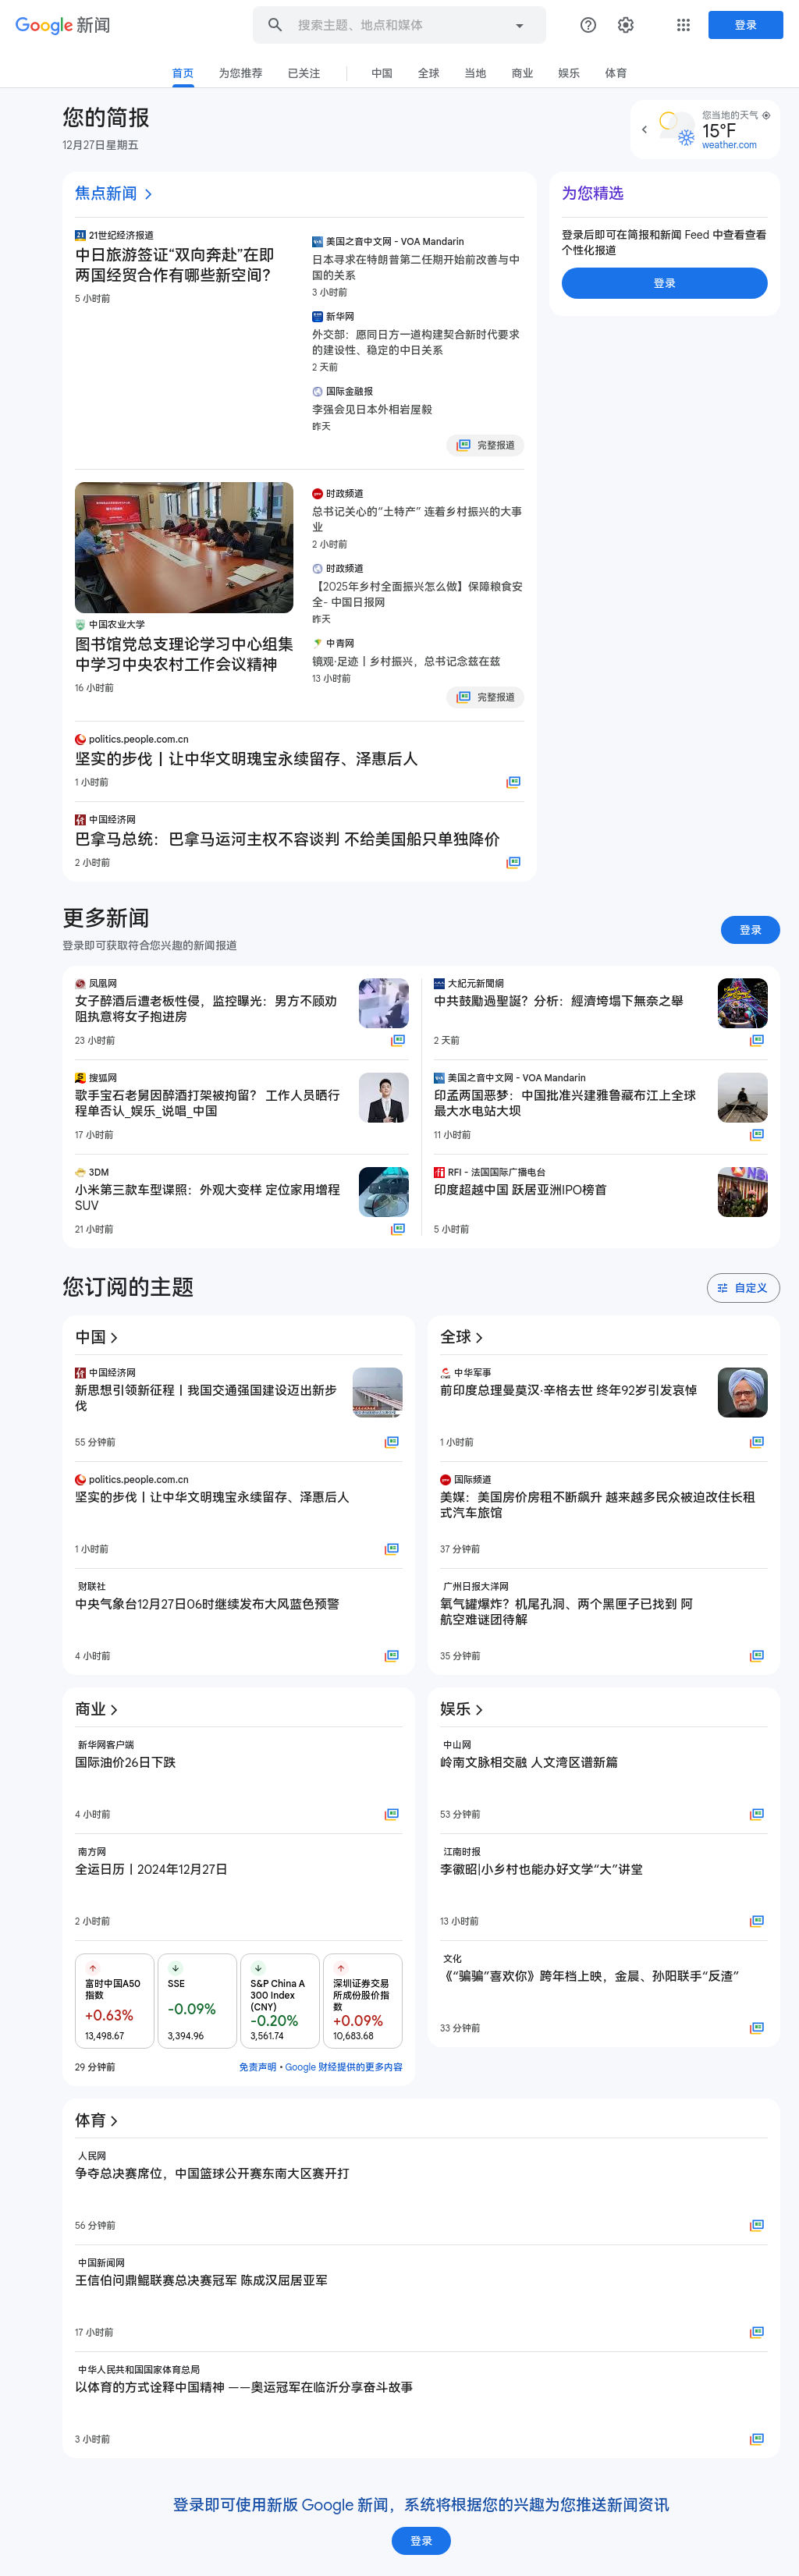 Google 新闻
搜索主题、地点和媒体
登录
首页
为您推荐
已关注
中国
全球
当地
商业
娱乐
体育
您的简报
12月27日星期五
您当地的天气
15°F
weather.com
焦点新闻
21世纪经济报道
中日旅游签证“双向奔赴”在即
两国经贸合作有哪些新空间?
5 小时前
美国之音中文网 - VOA Mandarin
日本寻求在特朗普第二任期开始前改善与中
国的关系
3 小时前
新华网
外交部：愿同日方一道构建契合新时代要求
的建设性、稳定的中日关系
2 天前
国际金融报
李强会见日本外相岩屋毅
昨天
完整报道
为您精选
登录后即可在简报和新闻 Feed 中查看查看
个性化报道
登录
中国农业大学
图书馆党总支理论学习中心组集
中学习中央农村工作会议精神
16 小时前
时政频道
总书记关心的“土特产” 连着乡村振兴的大事
业
2 小时前
时政频道
【2025年乡村全面振兴怎么做】保障粮食安
全- 中国日报网
昨天
中青网
镜观·足迹丨乡村振兴，总书记念兹在兹
13 小时前
完整报道
politics.people.com.cn
坚实的步伐丨让中华文明瑰宝永续留存、泽惠后人
1 小时前
中国经济网
巴拿马总统：巴拿马运河主权不容谈判 不给美国船只单独降价
2 小时前
更多新闻
登录即可获取符合您兴趣的新闻报道
登录
凤凰网
女子醉酒后遭老板性侵，监控曝光：男方不顾劝
阻执意将女子抱进房
23 小时前
搜狐网
歌手宝石老舅因醉酒打架被拘留？ 工作人员晒行
程单否认_娱乐_说唱_中国
17 小时前
3DM
小米第三款车型谍照：外观大变样 定位家用增程
SUV
21 小时前
大紀元新聞網
中共鼓勵過聖誕？分析：經濟垮塌下無奈之舉
2 天前
美国之音中文网 - VOA Mandarin
印孟两国恶梦：中国批准兴建雅鲁藏布江上全球
最大水电站大坝
11 小时前
RFI - 法国国际广播电台
印度超越中国 跃居亚洲IPO榜首
5 小时前
您订阅的主题
自定义
中国
中国经济网
新思想引领新征程丨我国交通强国建设迈出新步
伐
55 分钟前
politics.people.com.cn
坚实的步伐丨让中华文明瑰宝永续留存、泽惠后人
1 小时前
财联社
中央气象台12月27日06时继续发布大风蓝色预警
4 小时前
全球
中华军事
前印度总理曼莫汉·辛格去世 终年92岁引发哀悼
1 小时前
国际频道
美媒：美国房价房租不断飙升 越来越多民众被迫改住长租
式汽车旅馆
37 分钟前
广州日报大洋网
氧气罐爆炸？机尾孔洞、两个黑匣子已找到 阿
航空难谜团待解
35 分钟前
商业
新华网客户端
国际油价26日下跌
4 小时前
南方网
全运日历丨2024年12月27日
2 小时前
富时中国A50
指数
+0.63%
13,498.67
SSE
-0.09%
3,394.96
S&P China A
300 Index
(CNY)
-0.20%
3,561.74
深圳证券交易
所成份股价指
数
+0.09%
10,683.68
29 分钟前
免责声明 • Google 财经提供的更多内容
娱乐
中山网
岭南文脉相交融 人文湾区谱新篇
53 分钟前
江南时报
李徽昭|小乡村也能办好文学“大”讲堂
13 小时前
文化
《“骗骗”喜欢你》跨年档上映，金晨、孙阳联手“反渣”
33 分钟前
体育
人民网
争夺总决赛席位，中国篮球公开赛东南大区赛开打
56 分钟前
中国新闻网
王信伯问鼎鲲联赛总决赛冠军 陈成汉屈居亚军
17 小时前
中华人民共和国国家体育总局
以体育的方式诠释中国精神 ——奥运冠军在临沂分享奋斗故事
3 小时前
登录即可使用新版 Google 新闻，系统将根据您的兴趣为您推送新闻资讯
登录